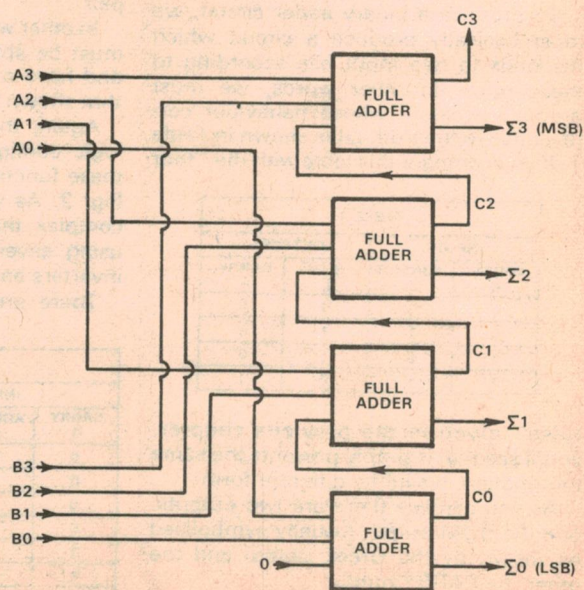 C3
A3
A2
A1
A0
FULL
ADDER
Σ3 (MSB)
C2
FULL
ADDER
Σ2
C1
FULL
ADDER
Σ1
C0
B3
B2
B1
B0
FULL
ADDER
0
Σ0 (LSB)